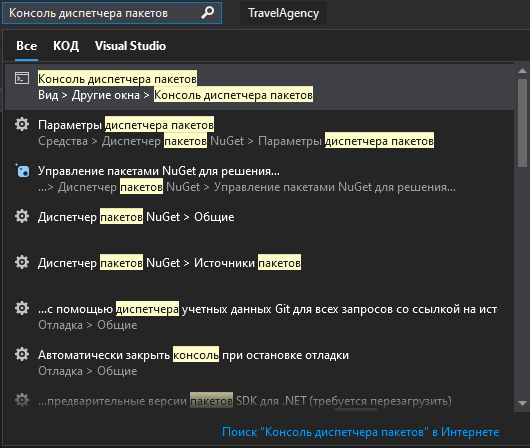 Консоль диспетчера пакетов
TravelAgency
Все КОД Visual Studio
Консоль диспетчера пакетов
Вид > Другие окна > Консоль диспетчера пакетов
Параметры диспетчера пакетов
Средства > Диспетчер пакетов NuGet > Параметры диспетчера пакетов
Управление пакетами NuGet для решения...
...> Диспетчер пакетов NuGet > Управление пакетами NuGet для решения...
Диспетчер пакетов NuGet > Общие
Диспетчер пакетов NuGet > Источники пакетов
...с помощью диспетчера учетных данных Git для всех запросов со ссылкой на ист
Отладка > Общие
Автоматически закрыть консоль при остановке отладки
Отладка > Общие
...предварительные версии пакетов SDK для .NET (требуется перезагрузить)
Поиск "Консоль диспетчера пакетов" в Интернете